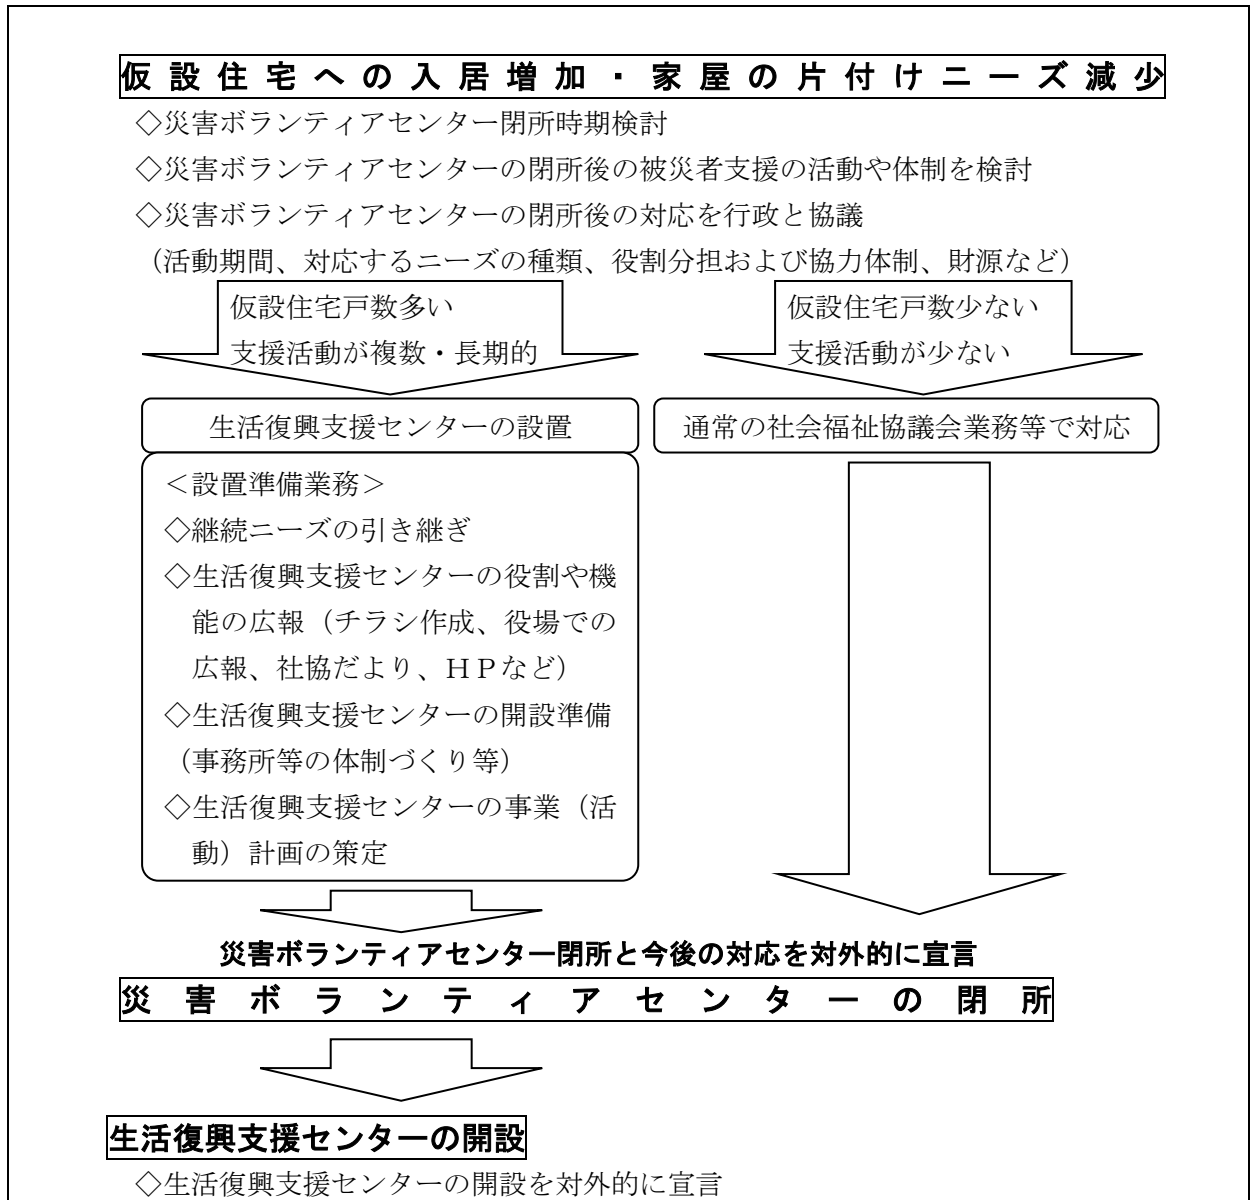 仮設住宅への入居増加・家屋の片付けニーズ減少
◇災害ボランティアセンター閉所時期検討
◇災害ボランティアセンターの閉所後の被災者支援の活動や体制を検討
◇災害ボランティアセンターの閉所後の対応を行政と協議
（活動期間、対応するニーズの種類、役割分担および協力体制、財源など）
仮設住宅戸数多い
支援活動が複数・長期的
仮設住宅戸数少ない
支援活動が少ない
生活復興支援センターの設置
通常の社会福祉協議会業務等で対応
＜設置準備業務＞
◇継続ニーズの引き継ぎ
◇生活復興支援センターの役割や機
能の広報（チラシ作成、役場での
広報、社協だより、ＨＰなど）
◇生活復興支援センターの開設準備
（事務所等の体制づくり等）
◇生活復興支援センターの事業（活
動）計画の策定
災害ボランティアセンター閉所と今後の対応を対外的に宣言
災害ボランティアセンターの閉所
生活復興支援センターの開設
◇生活復興支援センターの開設を対外的に宣言